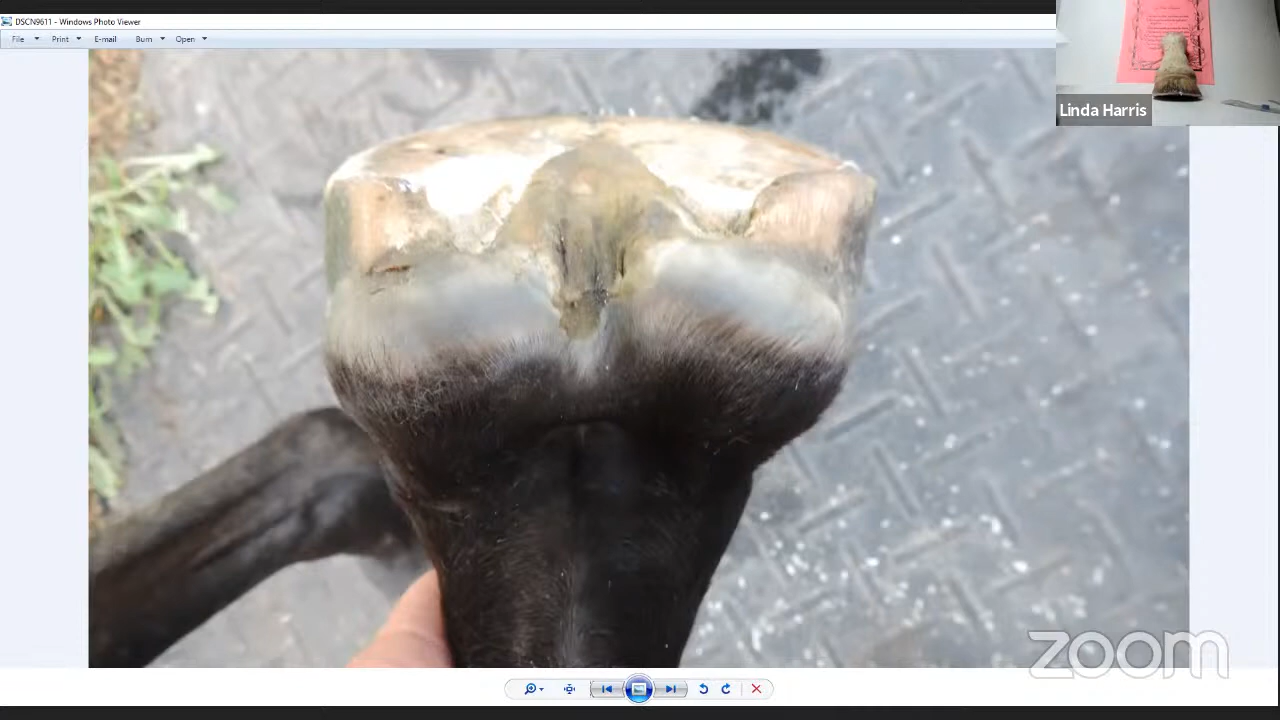 DSCN9611 - Windows Photo Viewer
File Print E-mail Burn Open
Linda Harris
zoom